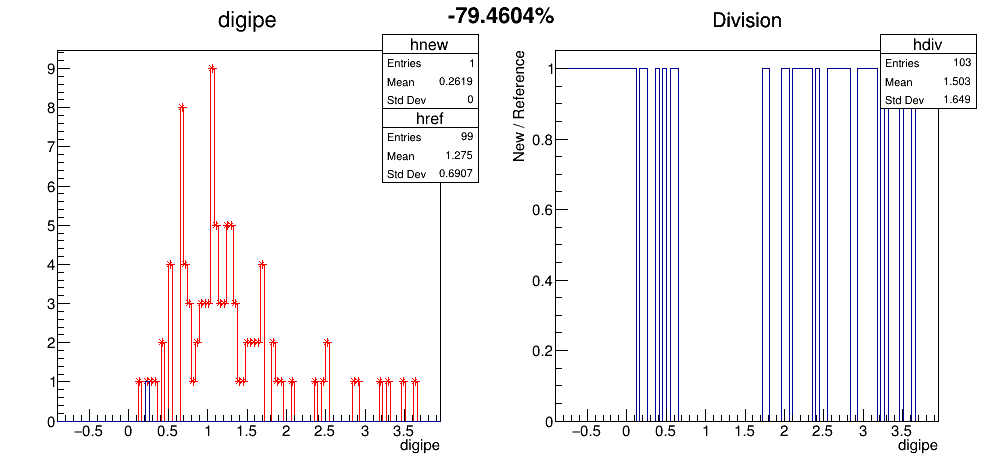 -79.4604%
digipe
hnew
Entries 1
Mean 0.2619
Std Dev 0
href
Entries 99
Mean 1.275
Std Dev 0.6907
9
8
7
6
5
4
3
2
1
0
−0.5 0 0.5 1 1.5 2 2.5 3 3.5
digipe
Division
hdiv
Entries 103
Mean 1.503
Std Dev 1.649
New / Reference
1
0.8
0.6
0.4
0.2
0
−0.5 0 0.5 1 1.5 2 2.5 3 3.5
digipe